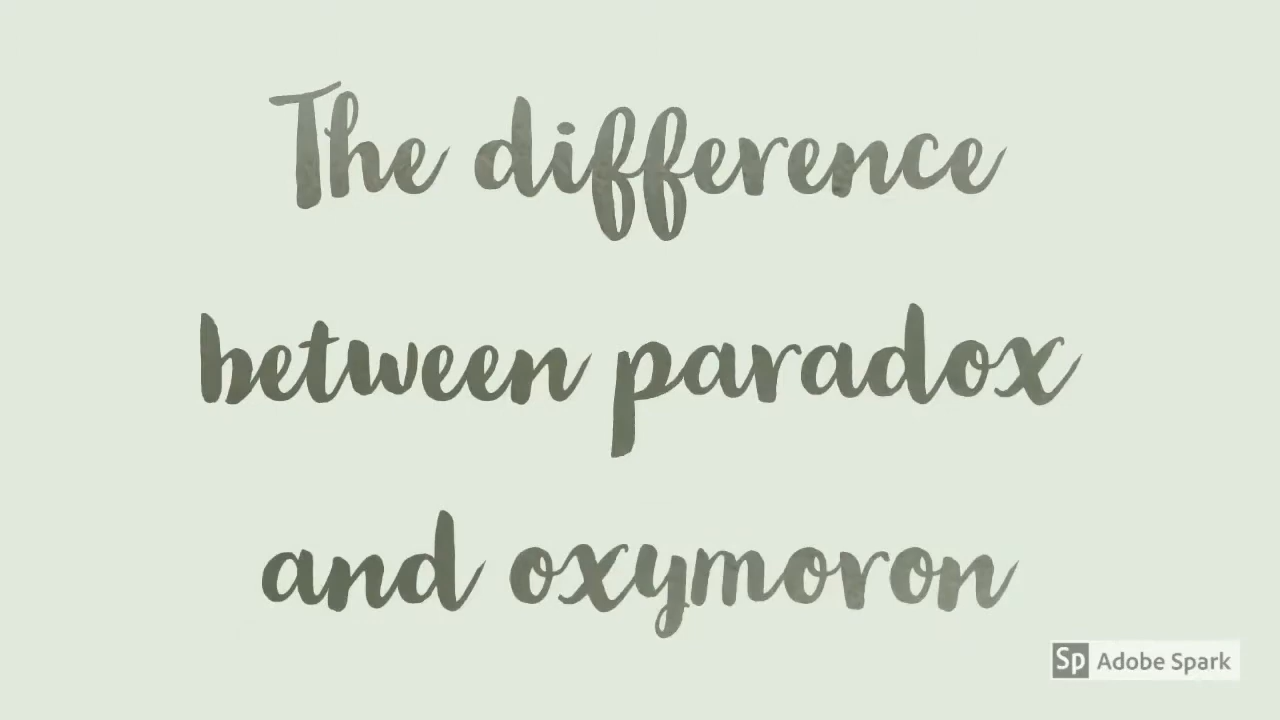 The difference
between paradox
and oxymoron
Sp Adobe Spark